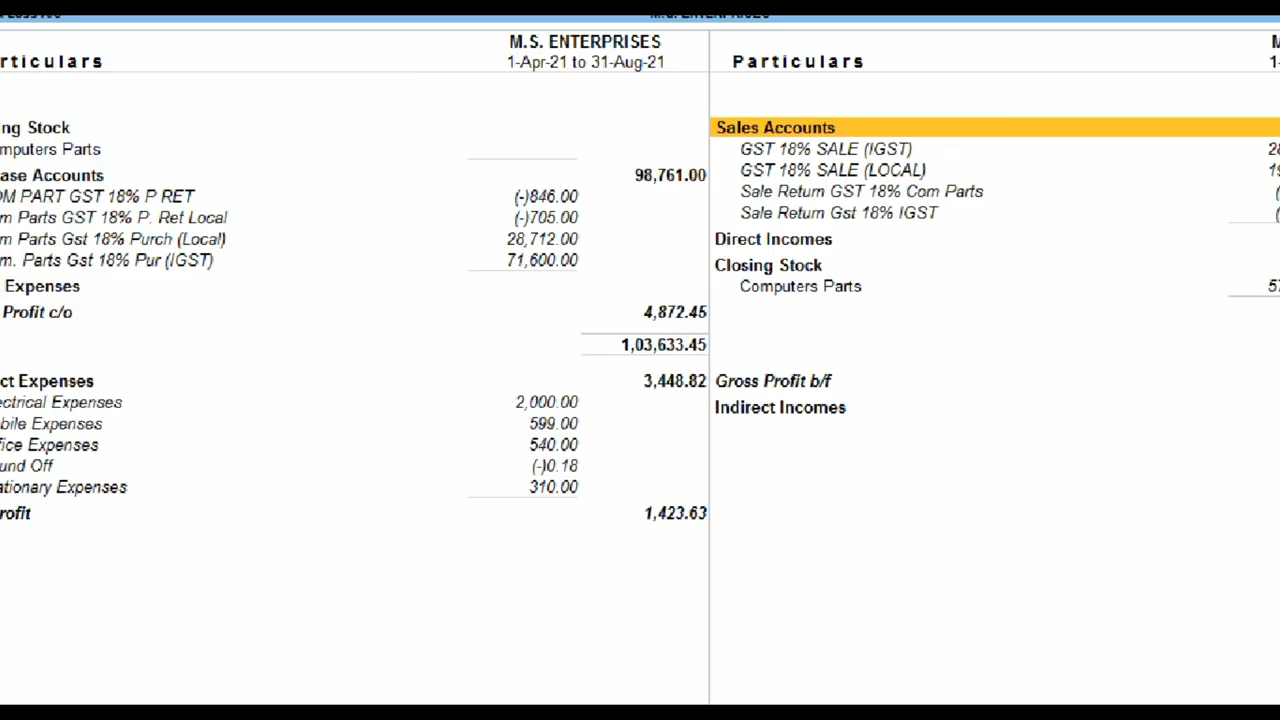 M.S. ENTERPRISES
rticulars
1-Apr-21 to 31-Aug-21
ng Stock
mputers Parts
ase Accounts 98,761.00
OM PART GST 18% P RET (-)846.00
m Parts GST 18% P. Ret Local (-)705.00
m Parts Gst 18% Purch (Local) 28,712.00
m. Parts Gst 18% Pur (IGST) 71,600.00
Expenses
Profit c/o 4,872.45
1,03,633.45
ct Expenses 3,448.82
ectrical Expenses 2,000.00
bile Expenses 599.00
fice Expenses 540.00
und Off (-)0.18
ationary Expenses 310.00
rofit 1,423.63
M
Particulars 1-
Sales Accounts
GST 18% SALE (IGST) 28
GST 18% SALE (LOCAL) 19
Sale Return GST 18% Com Parts (
Sale Return Gst 18% IGST (
Direct Incomes
Closing Stock
Computers Parts 57
Gross Profit b/f
Indirect Incomes